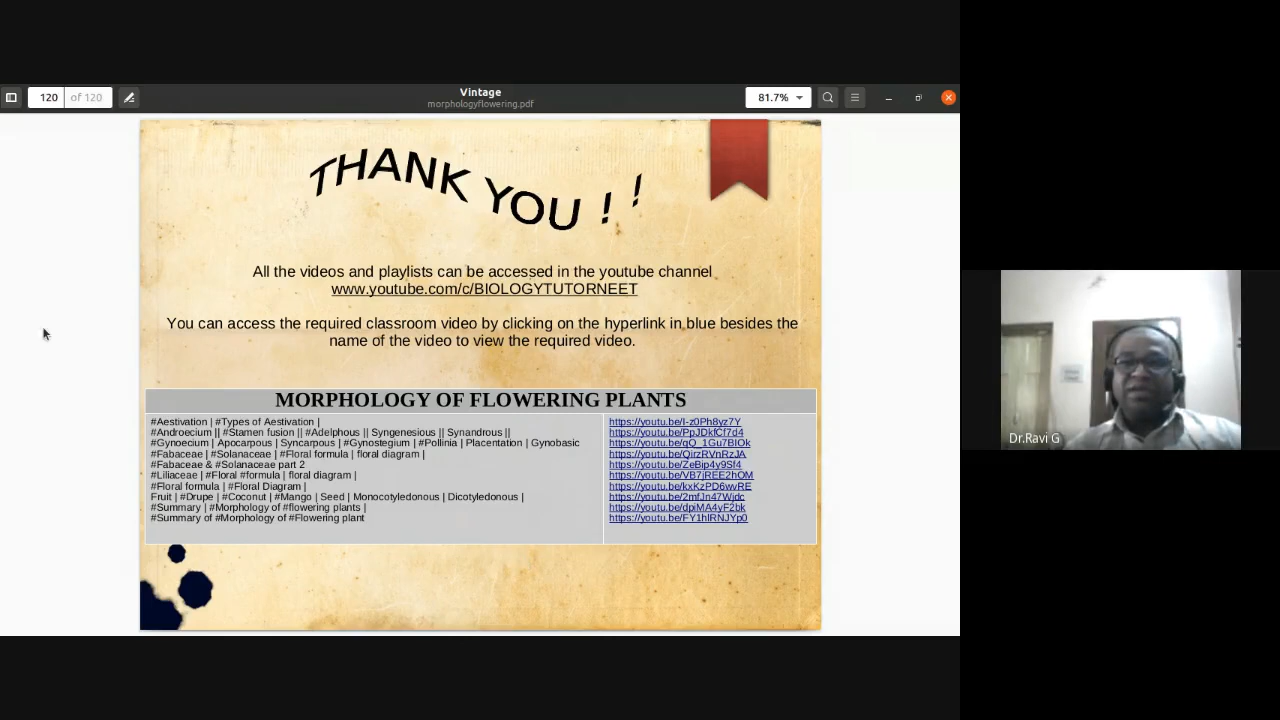 120 of 120
Vintage
morphologyflowering.pdf
81.7%
THANK YOU ! !
All the videos and playlists can be accessed in the youtube channel
www.youtube.com/c/BIOLOGYTUTORNEET
You can access the required classroom video by clicking on the hyperlink in blue besides the
name of the video to view the required video.
MORPHOLOGY OF FLOWERING PLANTS
#Aestivation | #Types of Aestivation | https://youtu.be/I-z0Ph8yz7Y
#Androecium || #Stamen fusion || #Adelphous || Syngenesious || Synandrous || https://youtu.be/PpJDkfCf7d4
#Gynoecium | Apocarpous | Syncarpous | #Gynostegium | #Pollinia | Placentation | Gynobasic https://youtu.be/qQ_1Gu7BIOk
#Fabaceae | #Solanaceae | #Floral formula | floral diagram | https://youtu.be/QirzRVnRzJA
#Fabaceae & #Solanaceae part 2 https://youtu.be/ZeBip4y9Sf4
#Liliaceae | #Floral #formula | floral diagram | https://youtu.be/VB7jREE2hOM
#Floral formula | #Floral Diagram | https://youtu.be/kxKzPD6wvRE
Fruit | #Drupe | #Coconut | #Mango | Seed | Monocotyledonous | Dicotyledonous | https://youtu.be/2mfJn47Wjdc
#Summary | #Morphology of #flowering plants | https://youtu.be/dpiMA4yF2bk
#Summary of #Morphology of #Flowering plant https://youtu.be/FY1hlRNJYp0
Dr.Ravi G